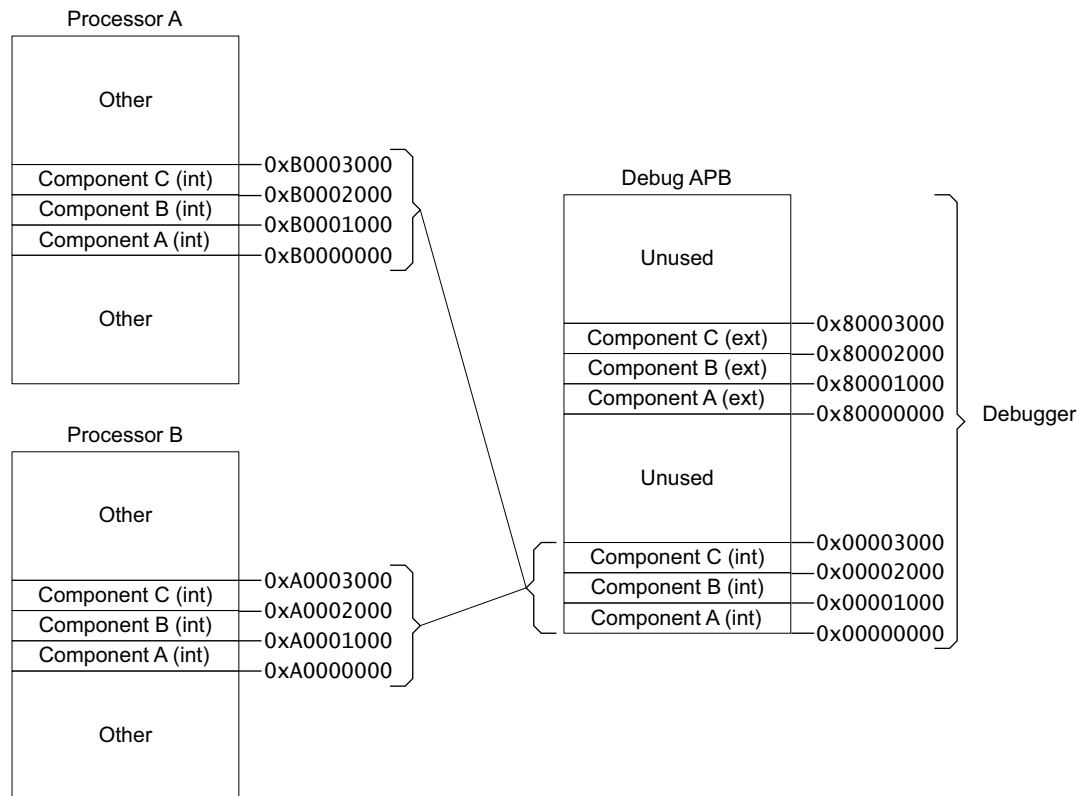 Processor A
Other
0xB0003000
Component C (int)
0xB0002000
Component B (int)
0xB0001000
Component A (int)
0xB0000000
Other
Processor B
Other
0xA0003000
Component C (int)
0xA0002000
Component B (int)
0xA0001000
Component A (int)
0xA0000000
Other
Debug APB
Unused
0x80003000
Component C (ext)
0x80002000
Component B (ext)
0x80001000
Component A (ext)
0x80000000
Unused
0x00003000
Component C (int)
0x00002000
Component B (int)
0x00001000
Component A (int)
0x00000000
Debugger